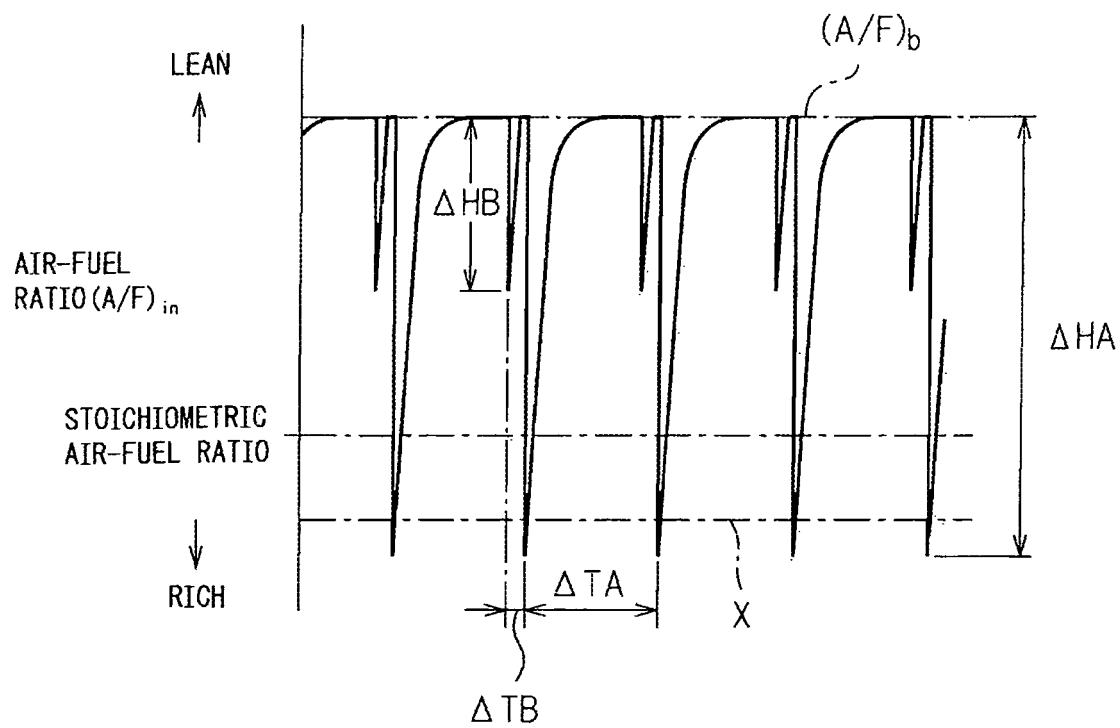 (A/F)b
LEAN
ΔHB
AIR-FUEL
RATIO(A/F)in
ΔHA
STOICHIOMETRIC
AIR-FUEL RATIO
ΔTA
RICH
X
ΔTB